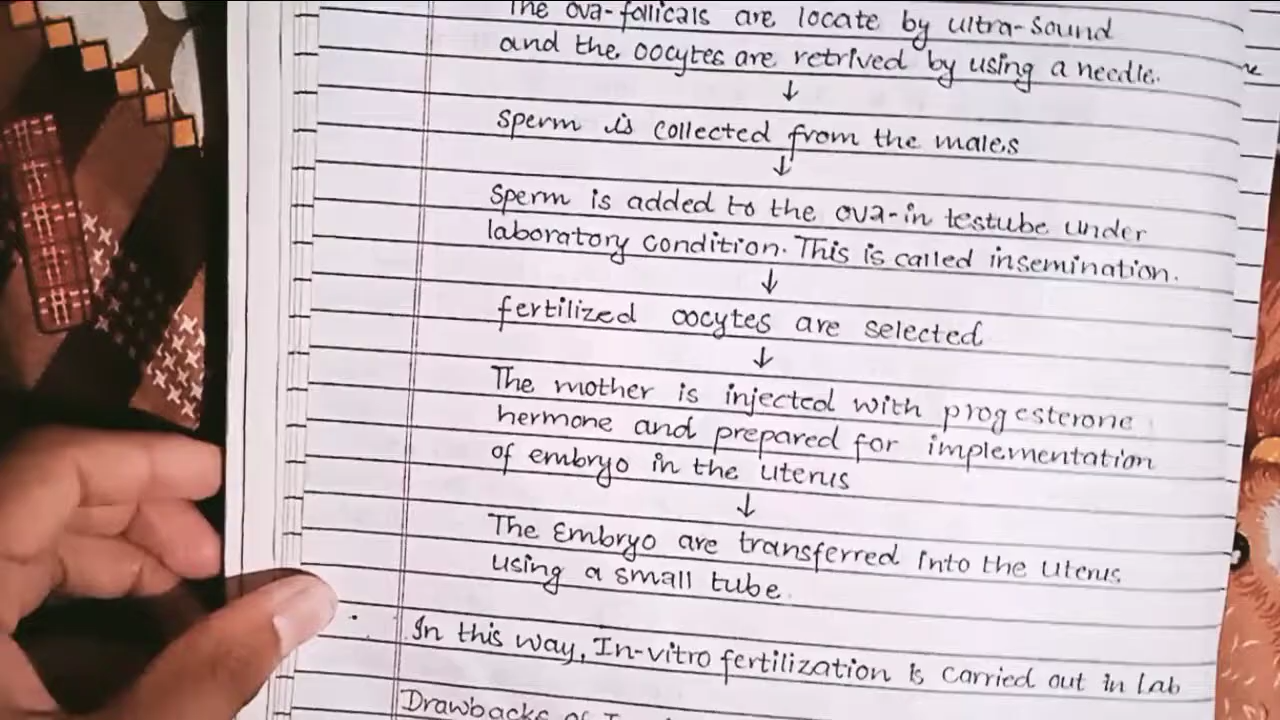 The ova-follicals are locate by ultra-sound
and the oocytes are retrived by using a needle.
↓
Sperm is collected from the males
↓
Sperm is added to the ova-in testube under
laboratory condition. This is called insemination.
↓
fertilized oocytes are selected
↓
The mother is injected with progesterone
hermone and prepared for implementation
of embryo in the uterus
↓
The Embryo are transferred into the uterus
using a small tube.
In this way, In-vitro fertilization is carried out in Lab
Drawbacks of